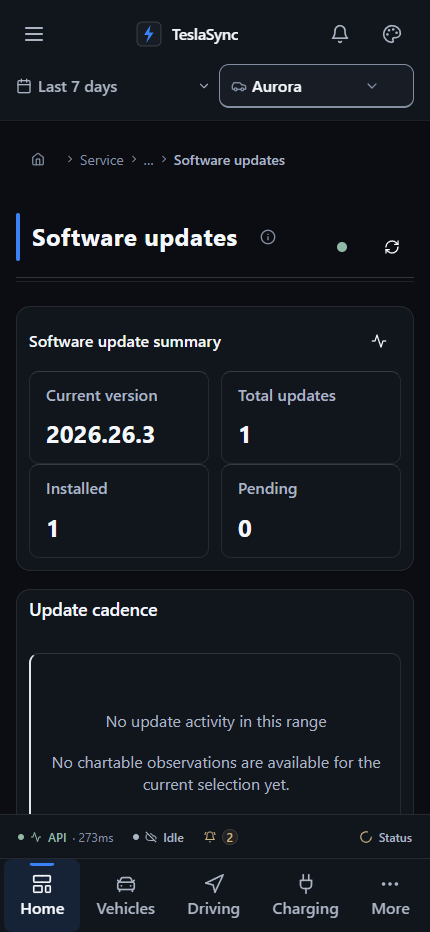 TeslaSync
Last 7 days
Aurora
Service
...
Software updates
Software updates
Software update summary
Current version
Total updates
2026.26.3
1
Installed
Pending
1
0
Update cadence
No update activity in this range
No chartable observations are available for the
current selection yet.
API · 273ms
Idle
2
Status
Home
Vehicles
Driving
Charging
More